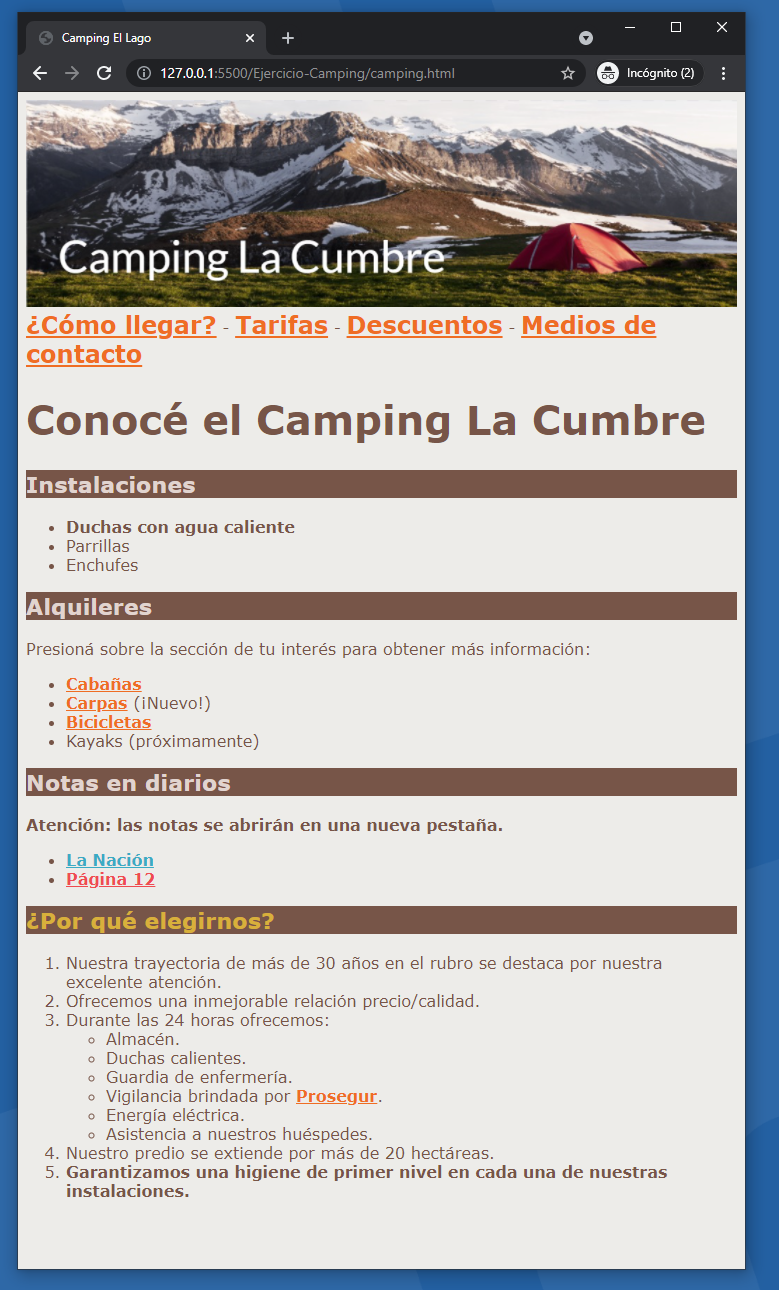 Camping El Lago
127.0.0.1:5500/Ejercicio-Camping/camping.html
Incógnito (2)
Camping La Cumbre
¿Cómo llegar? - Tarifas - Descuentos - Medios de
contacto
Conocé el Camping La Cumbre
Instalaciones
• Duchas con agua caliente
• Parrillas
• Enchufes
Alquileres
Presioná sobre la sección de tu interés para obtener más información:
• Cabañas
• Carpas (¡Nuevo!)
• Bicicletas
• Kayaks (próximamente)
Notas en diarios
Atención: las notas se abrirán en una nueva pestaña.
• La Nación
• Página 12
¿Por qué elegirnos?
1. Nuestra trayectoria de más de 30 años en el rubro se destaca por nuestra
excelente atención.
2. Ofrecemos una inmejorable relación precio/calidad.
3. Durante las 24 horas ofrecemos:
◦ Almacén.
◦ Duchas calientes.
◦ Guardia de enfermería.
◦ Vigilancia brindada por Prosegur.
◦ Energía eléctrica.
◦ Asistencia a nuestros huéspedes.
4. Nuestro predio se extiende por más de 20 hectáreas.
5. Garantizamos una higiene de primer nivel en cada una de nuestras
instalaciones.